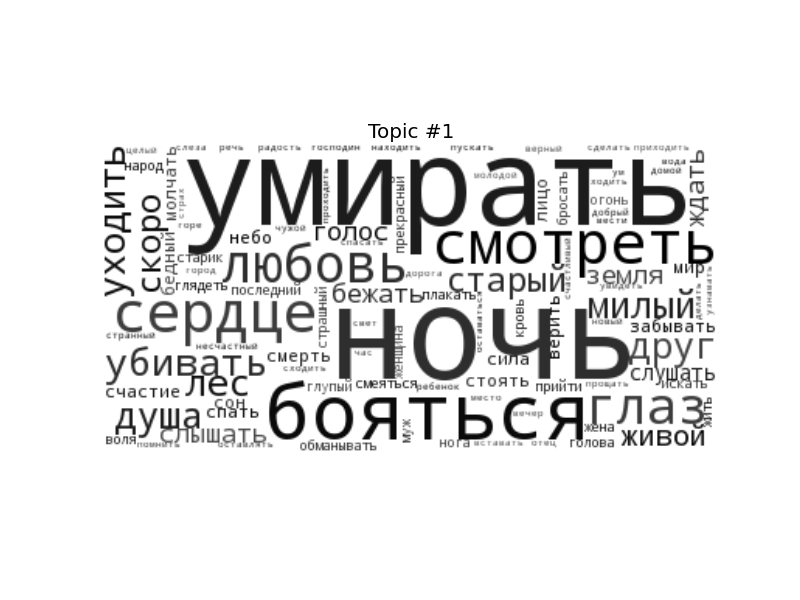 Topic #1
целый
слеза
речь
радость
господин
находить
пускать
верный
сделать
приходить
народ
умирать
молчать
уходить
скоро
страх
бедный
горе
чужой
небо
голос
спасать
проходить
прекрасный
молодой
лицо
бросать
ум
вода
домой
ждать
огонь
добрый
вести
смотреть
старик
город
глядеть
любовь
последний
дорога
старый
счастливый
земля
мир
увидеть
узнавать
бежать
плакать
страшный
сердце
странный
ночь
смех
час
женщина
оставаться
кровь
верить
милый
новый
забывать
делать
несчастный
убивать
смерть
сходить
сила
друг
слушать
счастье
лес
сон
спать
глупый
смеяться
ребенок
стоять
прийти
прощать
искать
место
вечер
душа
бояться
глаз
жить
жена
живой
воля
помнить
слышать
оставлять
обманывать
муж
нога
вставать
отец
голова